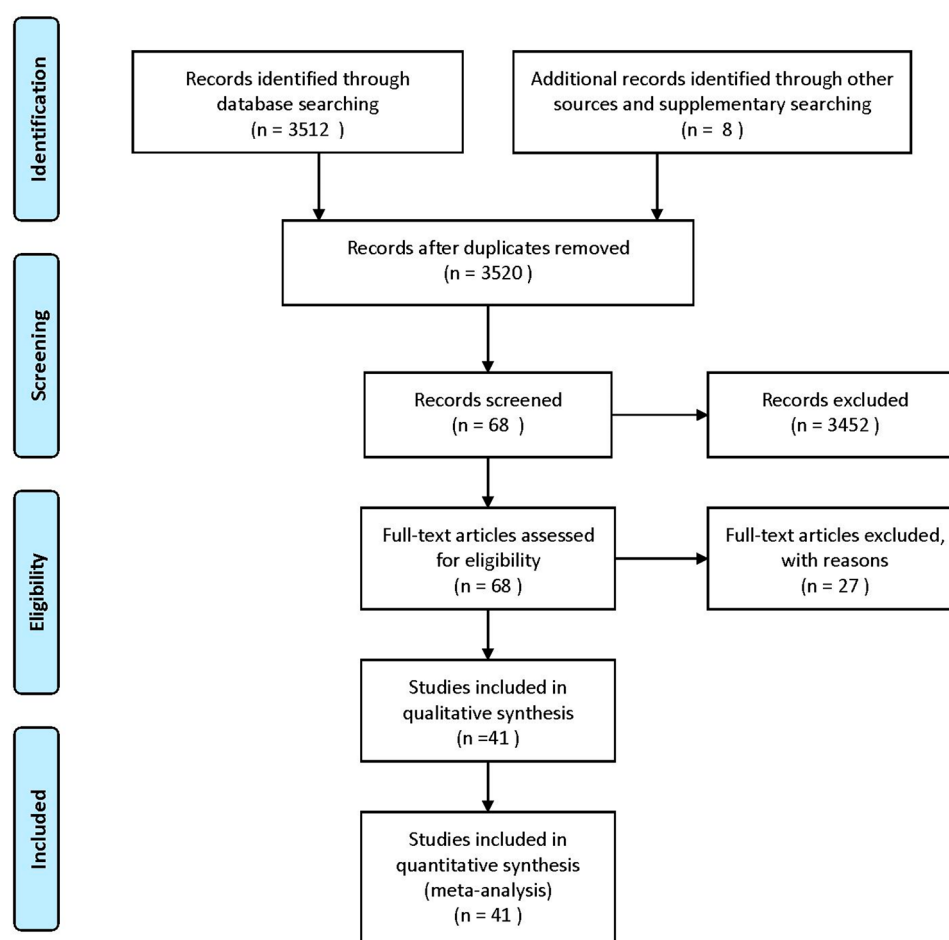 Identification
Records identified through
database searching
(n = 3512 )
Additional records identified through other
sources and supplementary searching
(n = 8 )
Records after duplicates removed
(n = 3520 )
Screening
Records screened
(n = 68 )
Records excluded
(n = 3452 )
Eligibility
Full-text articles assessed
for eligibility
(n = 68 )
Full-text articles excluded,
with reasons
(n = 27 )
Studies included in
qualitative synthesis
(n =41 )
Included
Studies included in
quantitative synthesis
(meta-analysis)
(n = 41 )